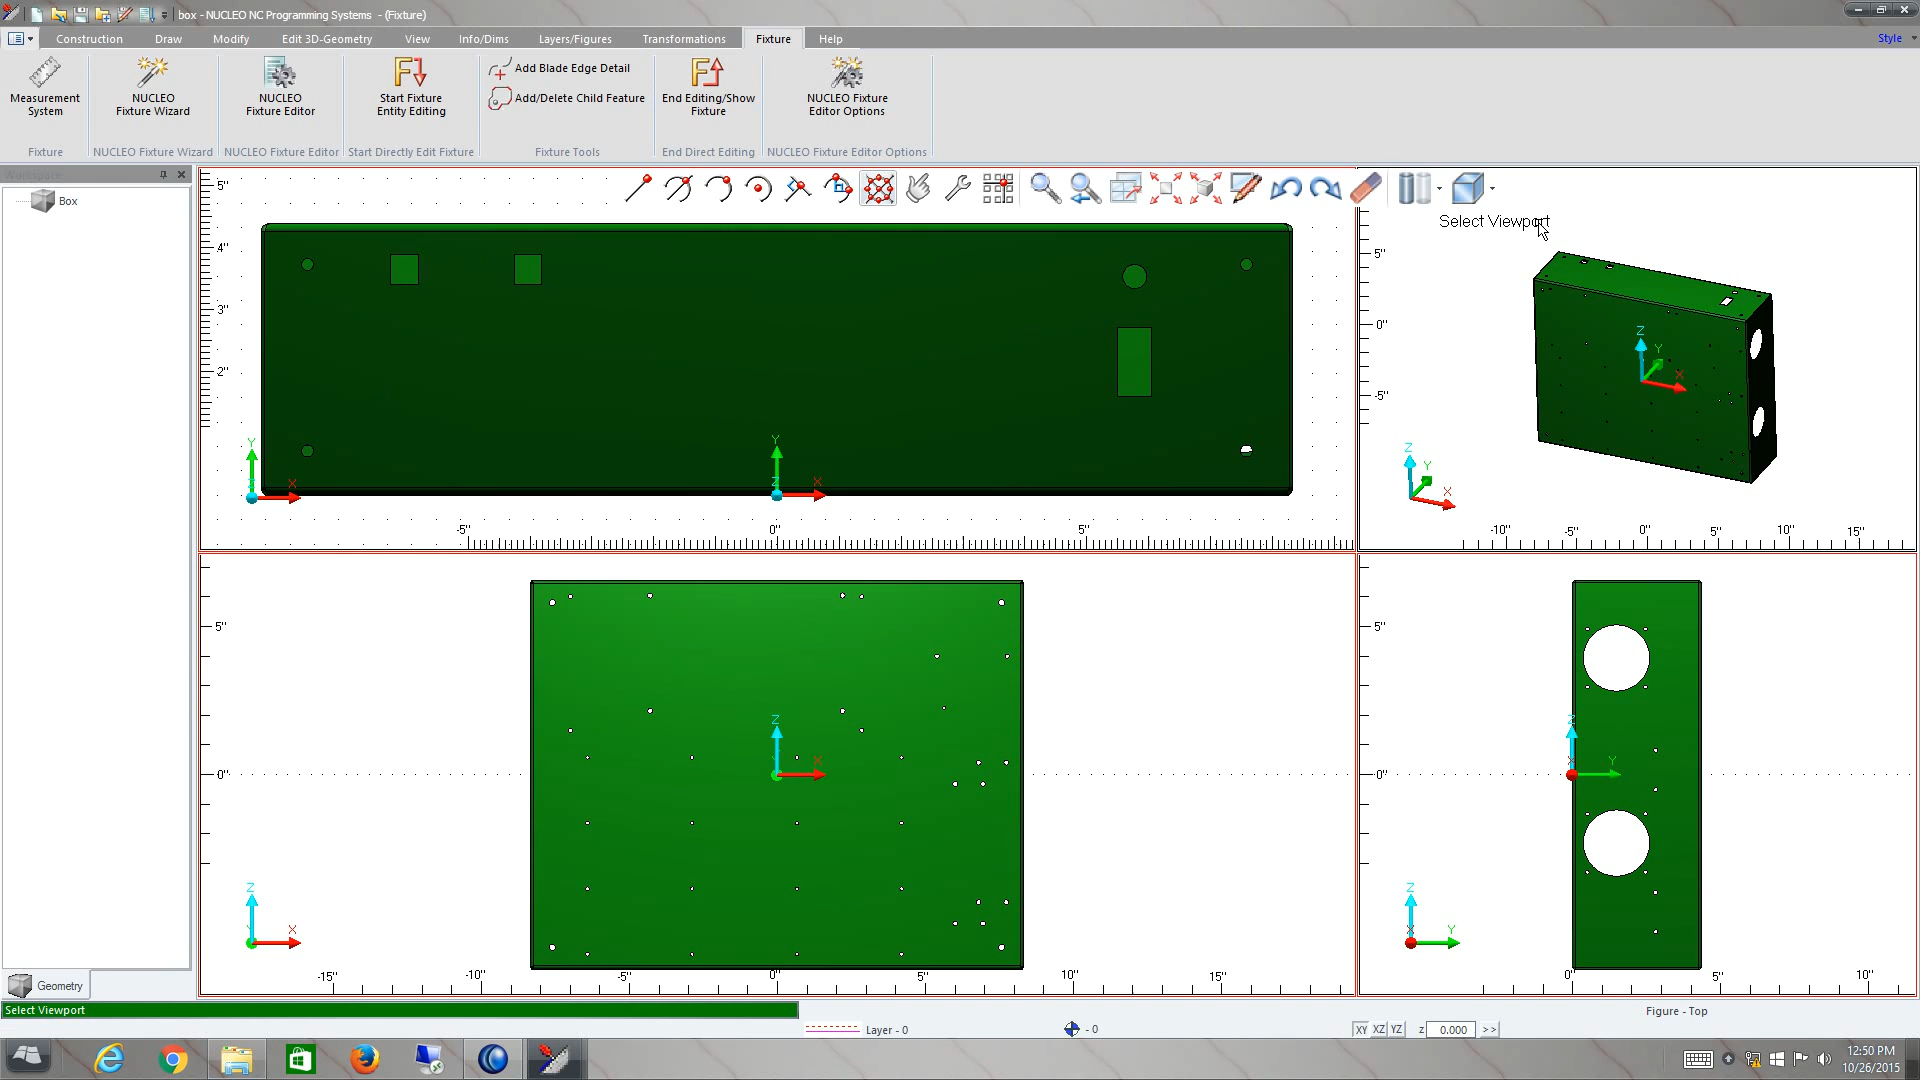 box - NUCLEO NC Programming Systems - (Fixture)
Construction Draw Modify Edit 3D-Geometry View Info/Dims Layers/Figures Transformations Fixture Help Style
Measurement System
NUCLEO Fixture Wizard
NUCLEO Fixture Editor
Start Fixture Entity Editing
Add Blade Edge Detail
Add/Delete Child Feature
End Editing/Show Fixture
NUCLEO Fixture Editor Options
Fixture NUCLEO Fixture Wizard NUCLEO Fixture Editor Start Directly Edit Fixture Fixture Tools End Direct Editing NUCLEO Fixture Editor Options
Workspace
Box
5"
4"
3"
2"
Y
X
Z
Y
X
Z
-5" 0" 5"
Select Viewport
5"
0"
-5"
Z
Y
X
Z
Y
X
-10" -5" 0" 5" 10" 15"
5"
0"
Z
X
Z
X
-15" -10" -5" 0" 5" 10" 15"
5"
0"
Z
Y
X
Z
Y
X
0" 5" 10"
Geometry
Select Viewport
Figure - Top
Layer - 0
- 0
XY XZ YZ z 0.000 >>
12:50 PM
10/26/2015